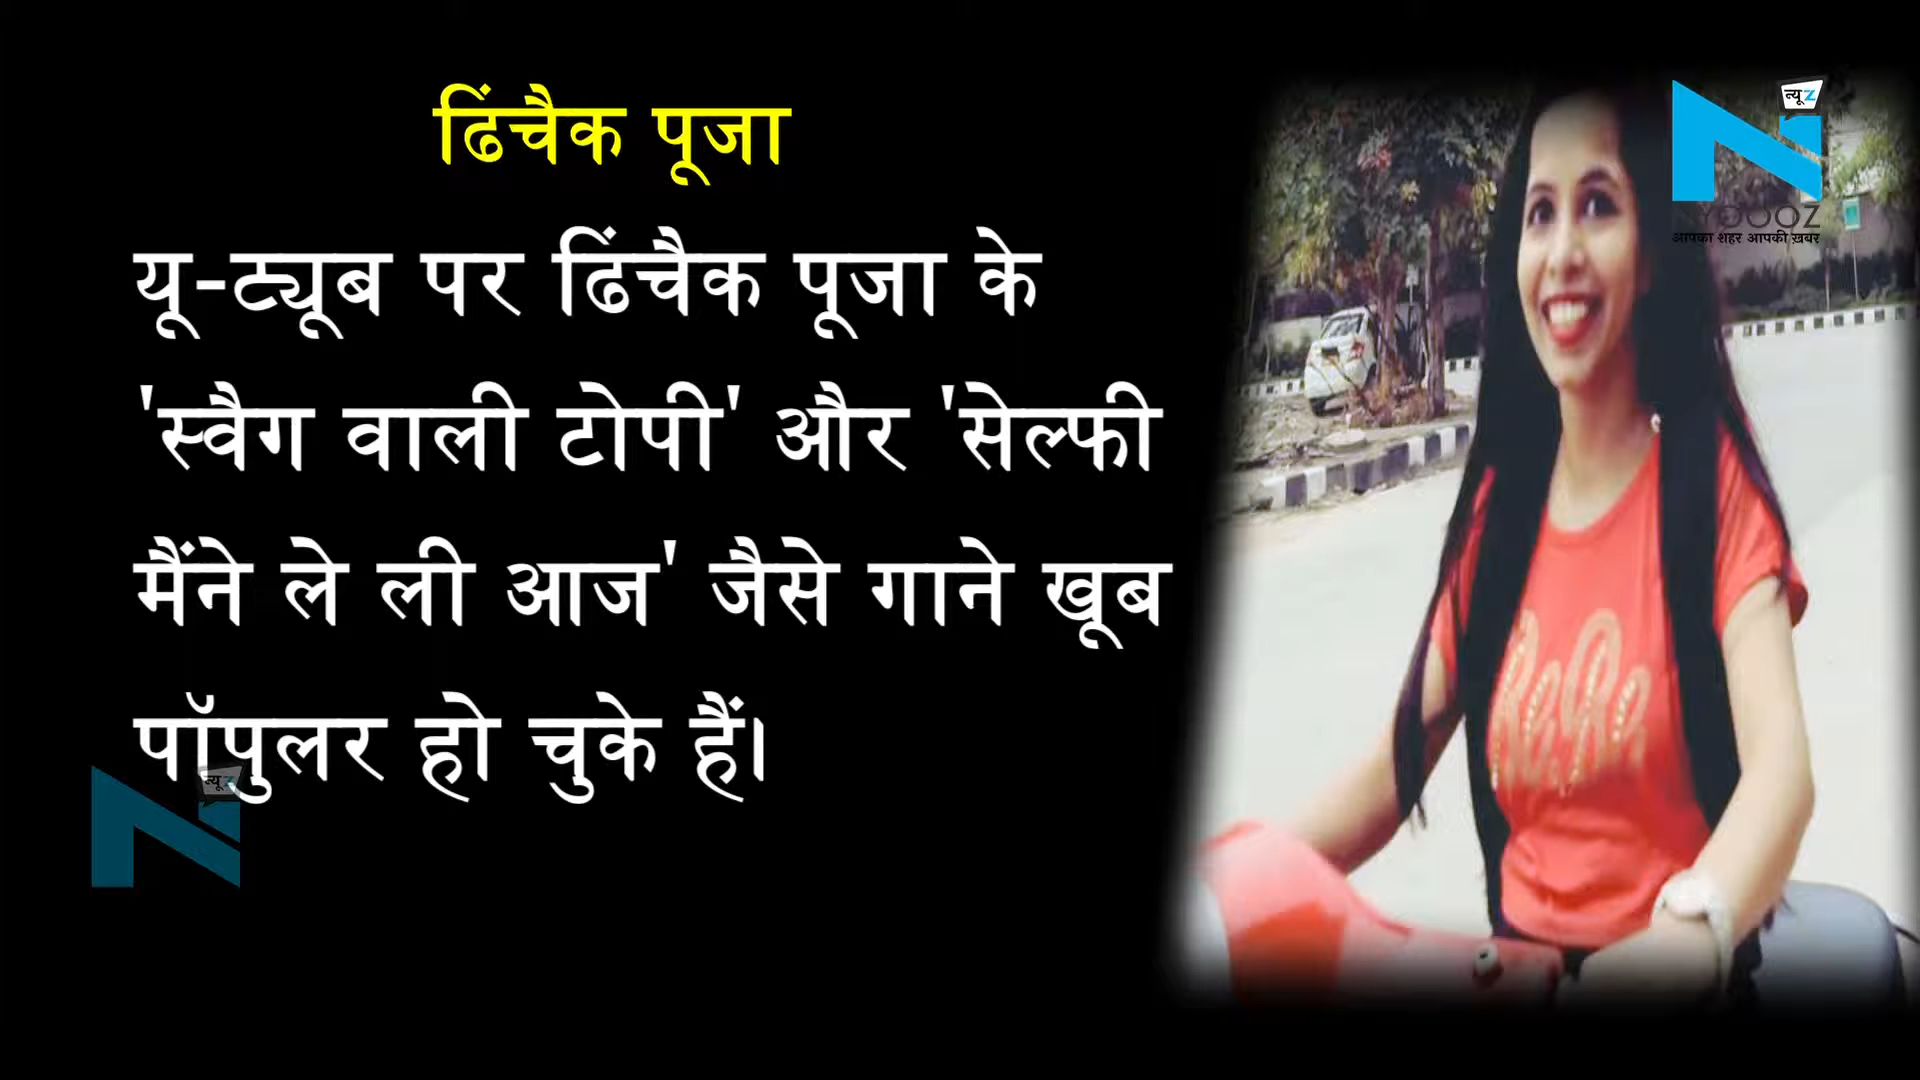 ढिंचैक पूजा
यू-ट्यूब पर ढिंचैक पूजा के
'स्वैग वाली टोपी' और 'सेल्फी
मैंने ले ली आज' जैसे गाने खूब
पॉपुलर हो चुके हैं।
न्यूz
NYOOOZ
आपका शहर आपकी ख़बर
न्यूz